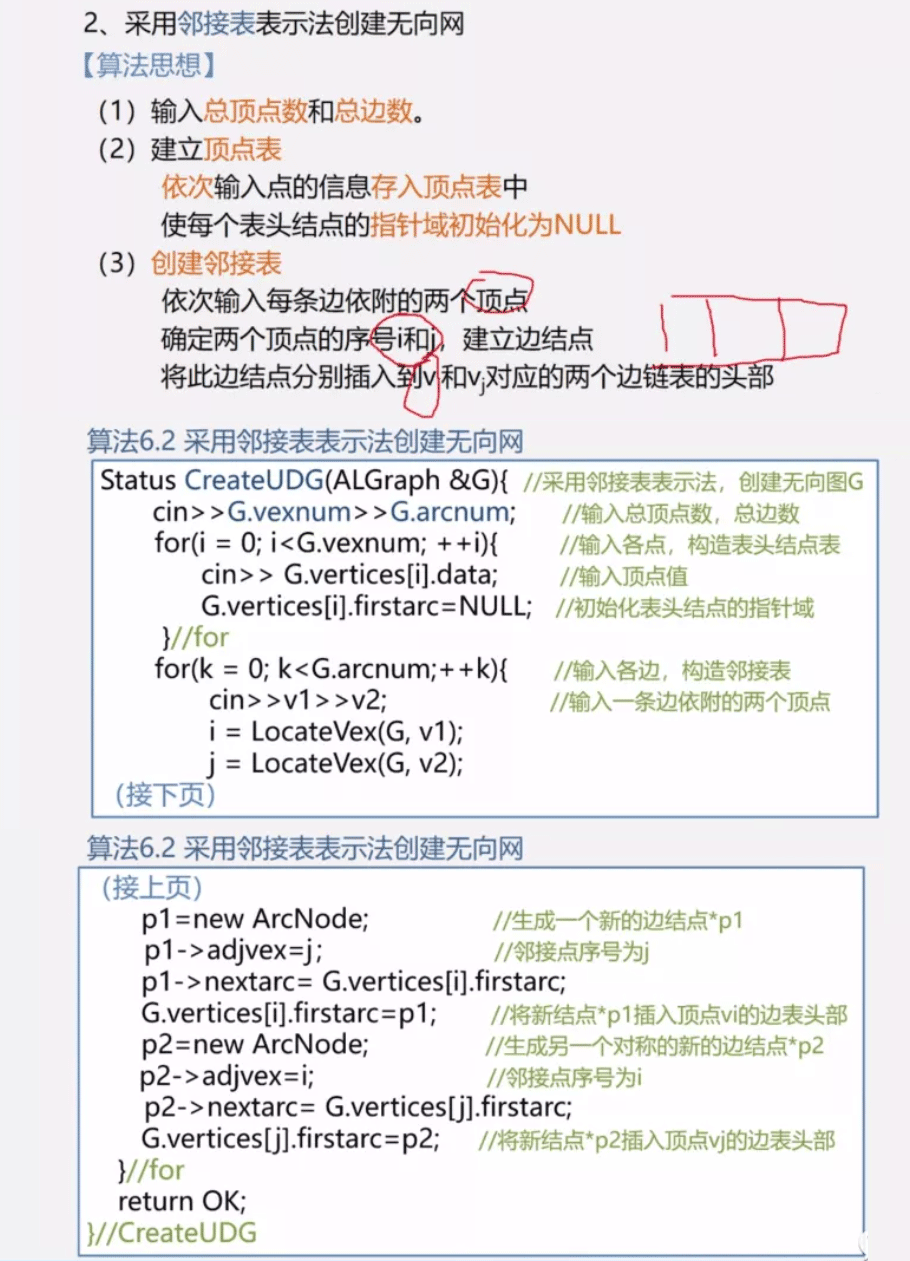 2、采用邻接表表示法创建无向网
【算法思想】
（1）输入总顶点数和总边数。
（2）建立顶点表
依次输入点的信息存入顶点表中
使每个表头结点的指针域初始化为NULL
（3）创建邻接表
依次输入每条边依附的两个顶点
确定两个顶点的序号i和j，建立边结点
将此边结点分别插入到vi和vj对应的两个边链表的头部
算法6.2 采用邻接表表示法创建无向网
Status CreateUDG(ALGraph &G){ //采用邻接表表示法，创建无向图G
cin>>G.vexnum>>G.arcnum; //输入总顶点数，总边数
for(i = 0; i<G.vexnum; ++i){ //输入各点，构造表头结点表
cin>> G.vertices[i].data; //输入顶点值
G.vertices[i].firstarc=NULL; //初始化表头结点的指针域
}//for
for(k = 0; k<G.arcnum;++k){ //输入各边，构造邻接表
cin>>v1>>v2; //输入一条边依附的两个顶点
i = LocateVex(G, v1);
j = LocateVex(G, v2);
（接下页）
算法6.2 采用邻接表表示法创建无向网
（接上页）
p1=new ArcNode; //生成一个新的边结点*p1
p1->adjvex=j; //邻接点序号为j
p1->nextarc= G.vertices[i].firstarc;
G.vertices[i].firstarc=p1; //将新结点*p1插入顶点vi的边表头部
p2=new ArcNode; //生成另一个对称的新的边结点*p2
p2->adjvex=i; //邻接点序号为i
p2->nextarc= G.vertices[j].firstarc;
G.vertices[j].firstarc=p2; //将新结点*p2插入顶点vj的边表头部
}//for
return OK;
}//CreateUDG